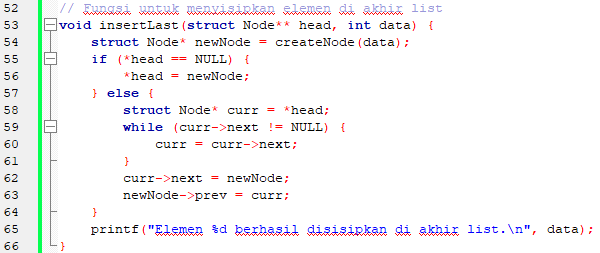 52 // Fungsi untuk menyisipkan elemen di akhir list
53 void insertLast(struct Node** head, int data) {
54     struct Node* newNode = createNode(data);
55     if (*head == NULL) {
56         *head = newNode;
57     } else {
58         struct Node* curr = *head;
59         while (curr->next != NULL) {
60             curr = curr->next;
61         }
62         curr->next = newNode;
63         newNode->prev = curr;
64     }
65     printf("Elemen %d berhasil disisipkan di akhir list.\n", data);
66 }